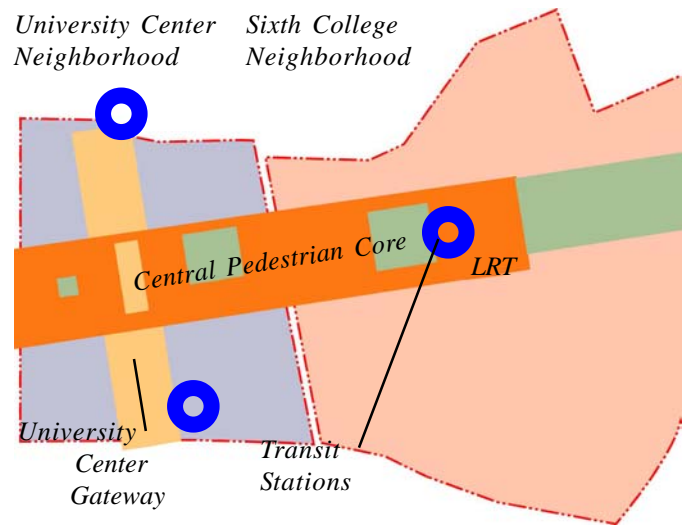 University Center
Neighborhood
Sixth College
Neighborhood
Central Pedestrian Core
LRT
University
Center
Gateway
Transit
Stations